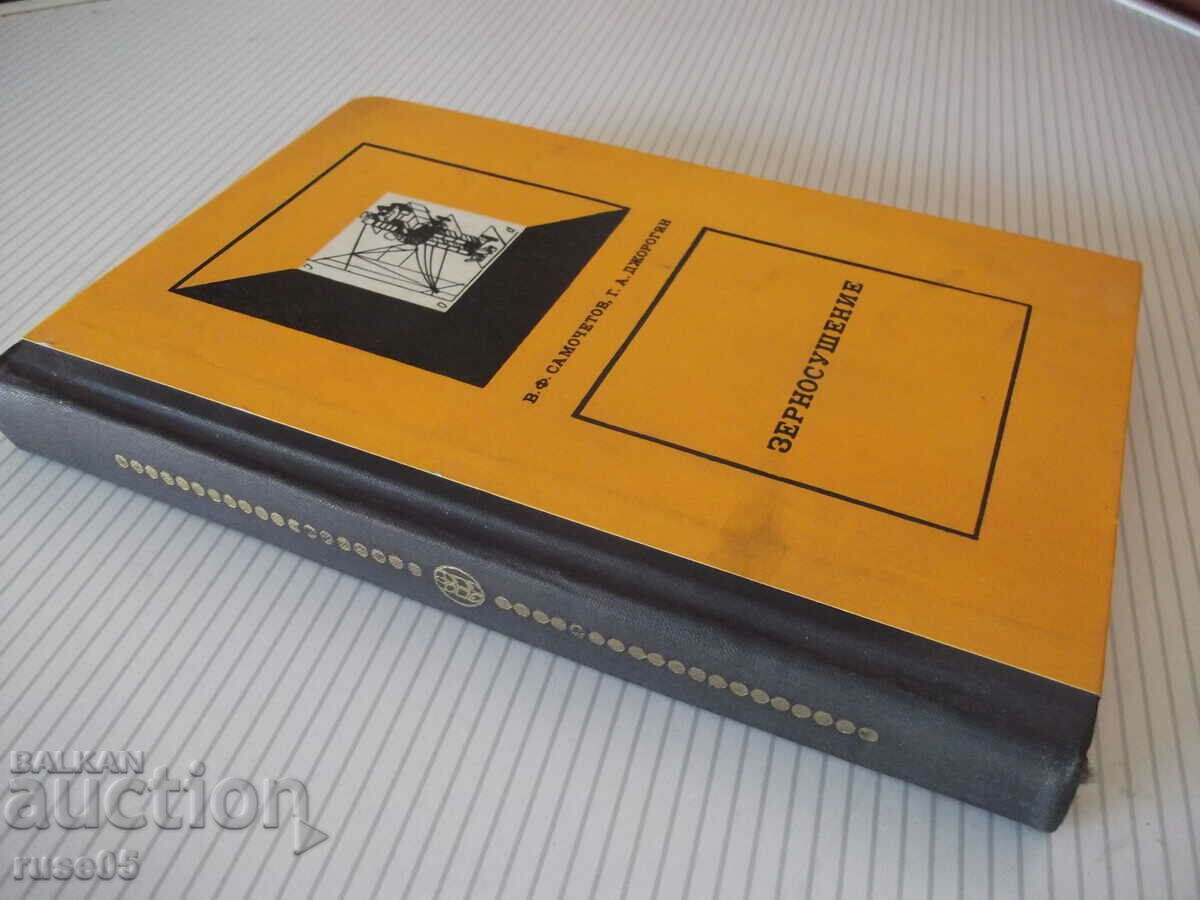 В. Ф. САМОЧЕТОВ, Г. А. ДЖОРОГЯН
ЗЕРНОСУШЕНИЕ
BALKAN
auction
ruse05